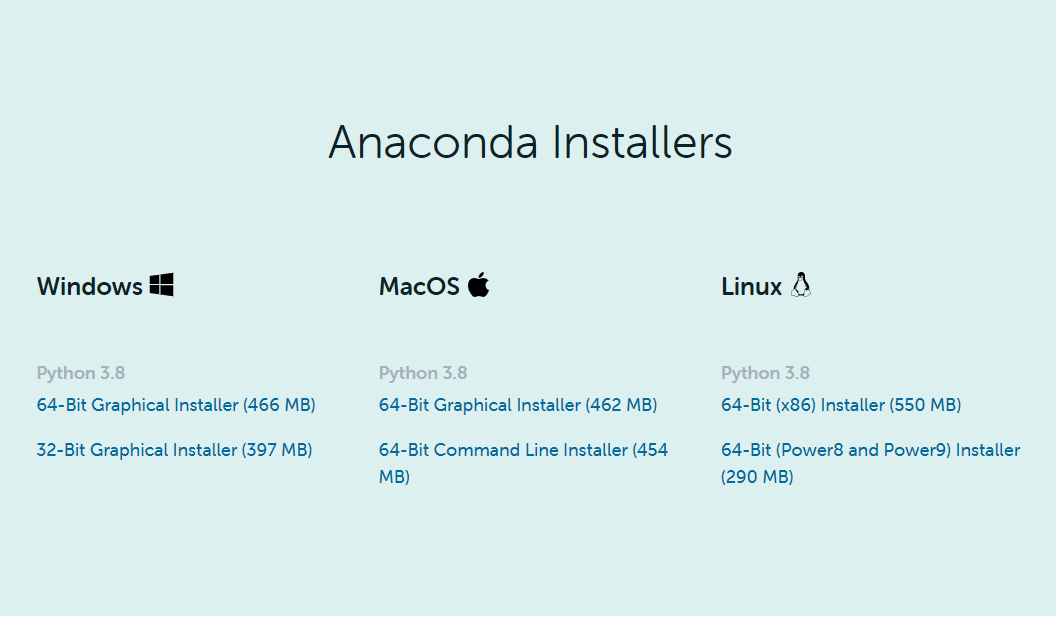 Anaconda Installers
Windows
Python 3.8
64-Bit Graphical Installer (466 MB)
32-Bit Graphical Installer (397 MB)
MacOS
Python 3.8
64-Bit Graphical Installer (462 MB)
64-Bit Command Line Installer (454
MB)
Linux
Python 3.8
64-Bit (x86) Installer (550 MB)
64-Bit (Power8 and Power9) Installer
(290 MB)